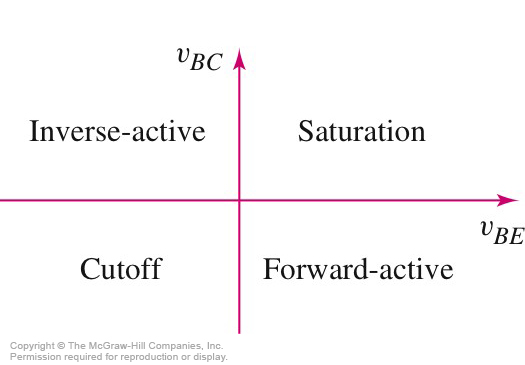 v_BC
Inverse-active
Saturation
v_BE
Cutoff
Forward-active
Copyright © The McGraw-Hill Companies, Inc.
Permission required for reproduction or display.